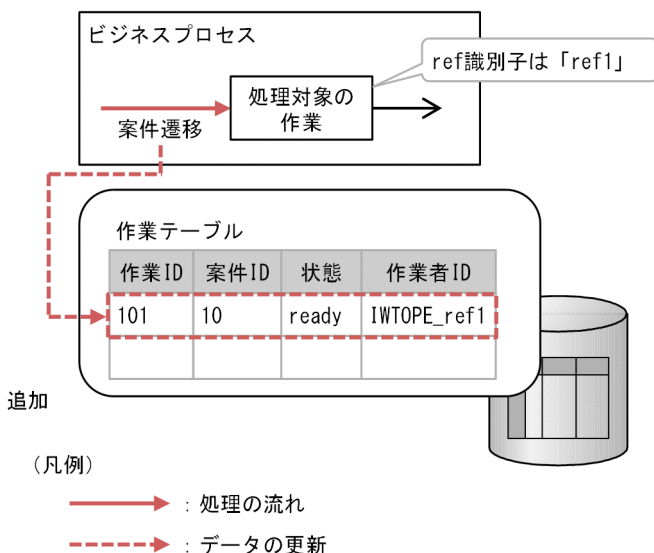 ビジネスプロセス
ref識別子は「ref1」
処理対象の
作業
案件遷移
作業テーブル
作業ID 案件ID 状態 作業者ID
101 10 ready IWTOPE_ref1
追加
(凡例)
:処理の流れ
:データの更新